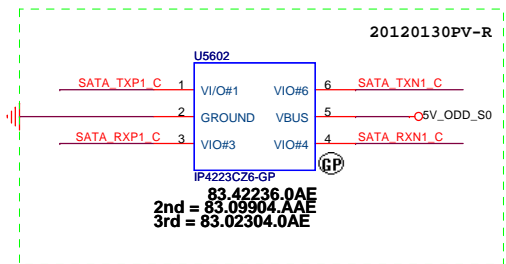 20120130PV-R
U5602
SATA_TXP1_C 1 VI/O#1 VIO#6 6 SATA_TXN1_C
2 GROUND VBUS 5 5V_ODD_S0
SATA_RXP1_C 3 VIO#3 VIO#4 4 SATA_RXN1_C
GP
IP4223CZ6-GP
83.42236.0AE
2nd = 83.09904.AAE
3rd = 83.02304.0AE